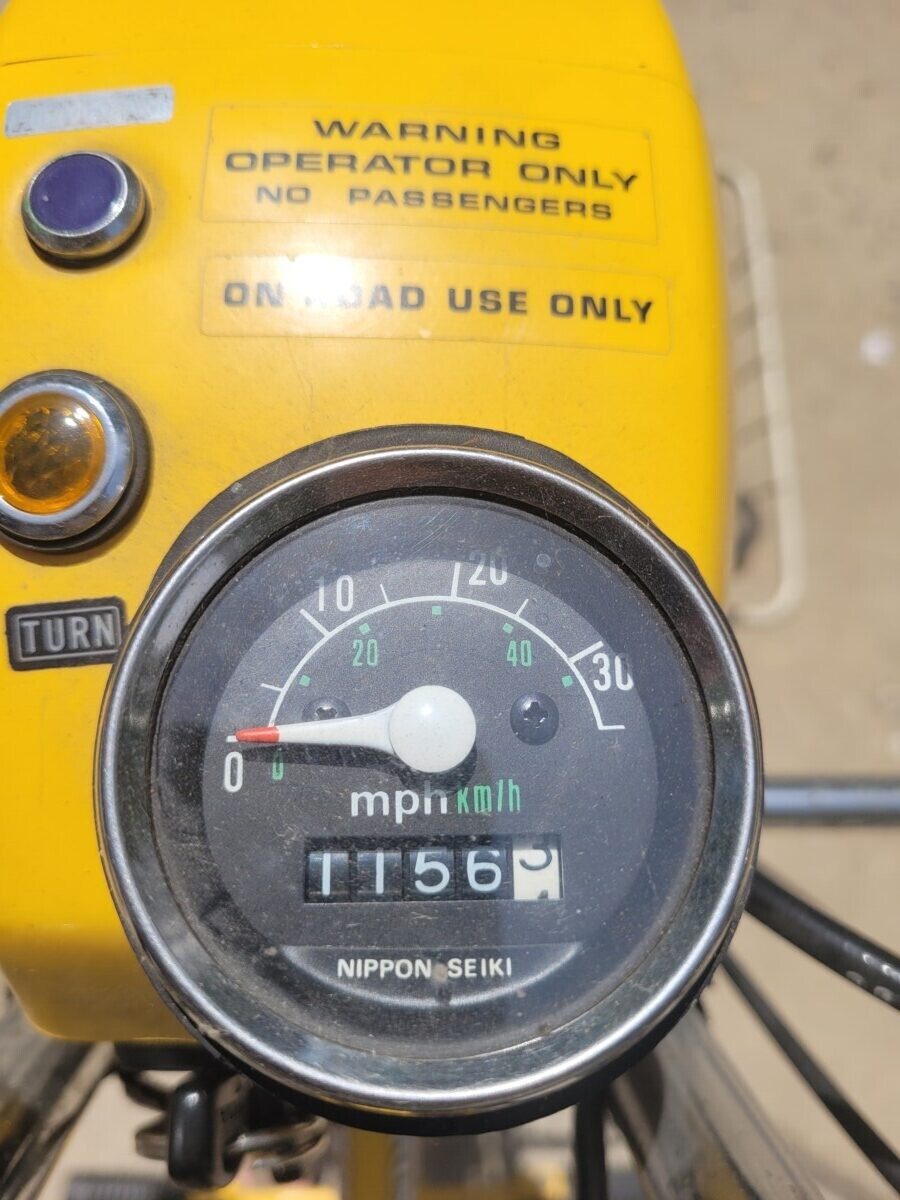 WARNING
OPERATOR ONLY
NO PASSENGERS
ON ROAD USE ONLY
TURN
10
20
30
20
40
0
0
mph km/h
1156
NIPPON SEIKI